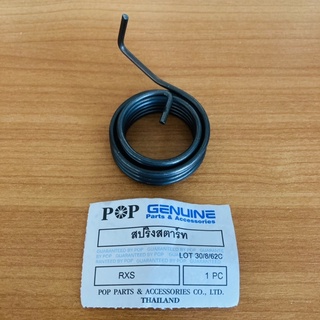 POP GENUINE
Parts & Accessories
สปริงสตาร์ท
LOT 30/8/62C
RXS 1 PC
POP PARTS & ACCESSORIES CO., LTD.
THAILAND